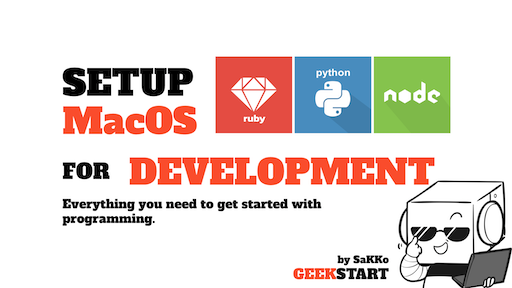 SETUP
MacOS
ruby
python
node
FOR DEVELOPMENT
Everything you need to get started with
programming.
by SaKKo
GEEKSTART